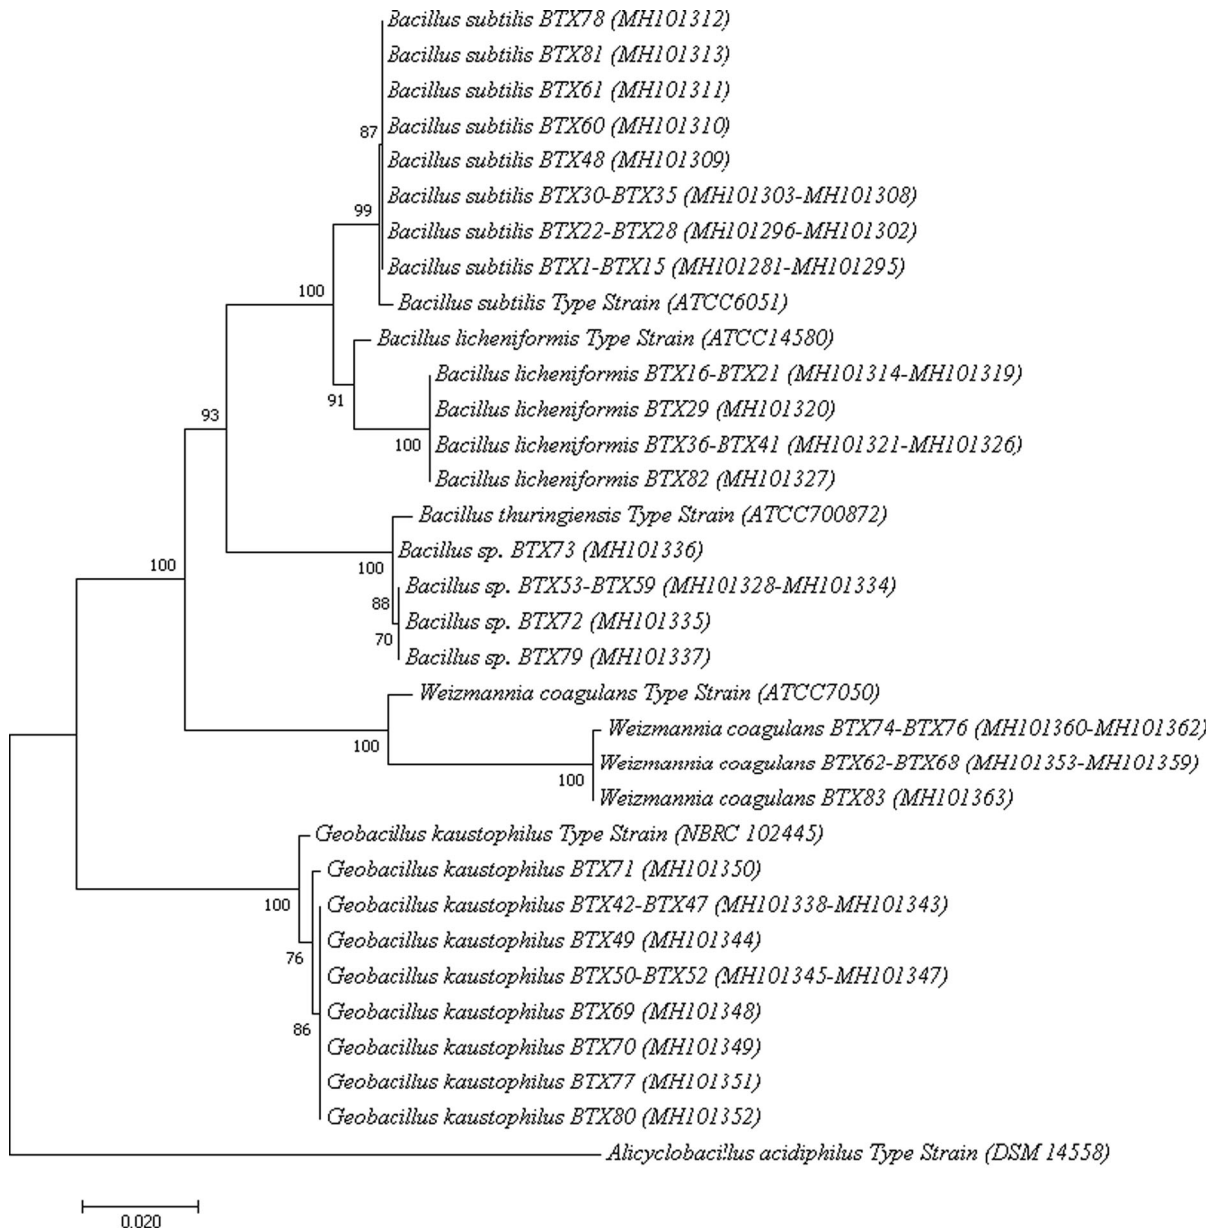 Bacillus subtilis BTX78 (MH101312)
Bacillus subtilis BTX81 (MH101313)
Bacillus subtilis BTX61 (MH101311)
87
Bacillus subtilis BTX60 (MH101310)
Bacillus subtilis BTX48 (MH101309)
Bacillus subtilis BTX30-BTX35 (MH101303-MH101308)
99
Bacillus subtilis BTX22-BTX28 (MH101296-MH101302)
Bacillus subtilis BTX1-BTX15 (MH101281-MH101295)
100
Bacillus subtilis Type Strain (ATCC6051)
Bacillus licheniformis Type Strain (ATCC14580)
Bacillus licheniformis BTX16-BTX21 (MH101314-MH101319)
91
Bacillus licheniformis BTX29 (MH101320)
93
100
Bacillus licheniformis BTX36-BTX41 (MH101321-MH101326)
Bacillus licheniformis BTX82 (MH101327)
Bacillus thuringiensis Type Strain (ATCC700872)
Bacillus sp. BTX73 (MH101336)
100
100
Bacillus sp. BTX53-BTX59 (MH101328-MH101334)
88
Bacillus sp. BTX72 (MH101335)
70
Bacillus sp. BTX79 (MH101337)
Weizmannia coagulans Type Strain (ATCC7050)
Weizmannia coagulans BTX74-BTX76 (MH101360-MH101362)
100
Weizmannia coagulans BTX62-BTX68 (MH101353-MH101359)
100
Weizmannia coagulans BTX83 (MH101363)
Geobacillus kaustophilus Type Strain (NBRC 102445)
Geobacillus kaustophilus BTX71 (MH101350)
100
Geobacillus kaustophilus BTX42-BTX47 (MH101338-MH101343)
Geobacillus kaustophilus BTX49 (MH101344)
76
Geobacillus kaustophilus BTX50-BTX52 (MH101345-MH101347)
Geobacillus kaustophilus BTX69 (MH101348)
86
Geobacillus kaustophilus BTX70 (MH101349)
Geobacillus kaustophilus BTX77 (MH101351)
Geobacillus kaustophilus BTX80 (MH101352)
Alicyclobacillus acidiphilus Type Strain (DSM 14558)
0.020